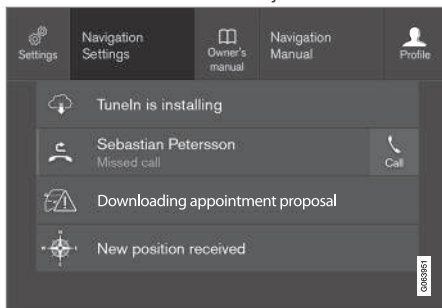 Settings
Navigation
Settings
Owner's
manual
Navigation
Manual
Profile
TuneIn is installing
Sebastian Petersson
Missed call
Call
Downloading appointment proposal
New position received
G063951